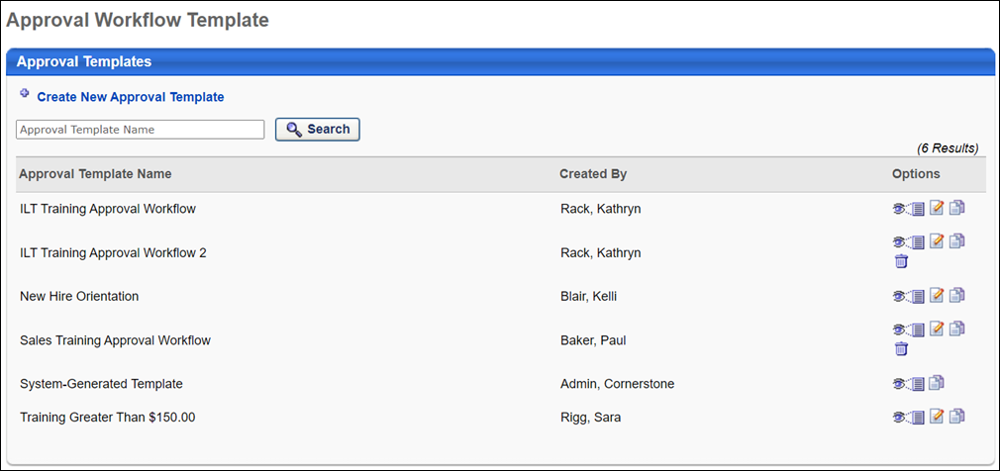 Approval Workflow Template
Approval Templates
Create New Approval Template
Approval Template Name
Search
(6 Results)
Approval Template Name Created By Options
ILT Training Approval Workflow Rack, Kathryn
ILT Training Approval Workflow 2 Rack, Kathryn
New Hire Orientation Blair, Kelli
Sales Training Approval Workflow Baker, Paul
System-Generated Template Admin, Cornerstone
Training Greater Than $150.00 Rigg, Sara